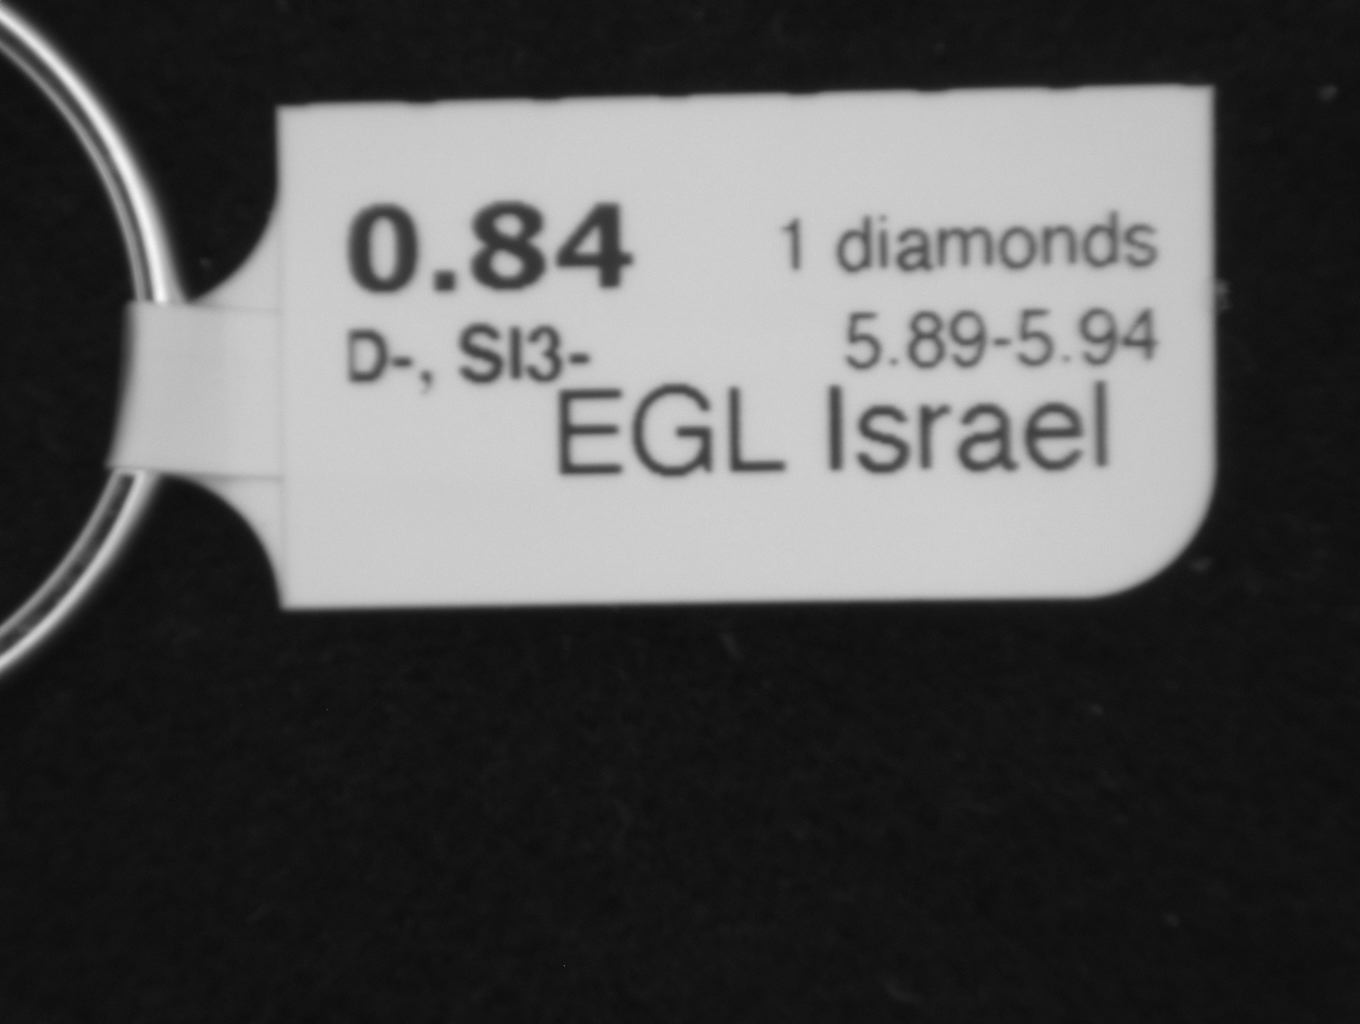 0.84 1 diamonds
D-, SI3- 5.89-5.94
EGL Israel